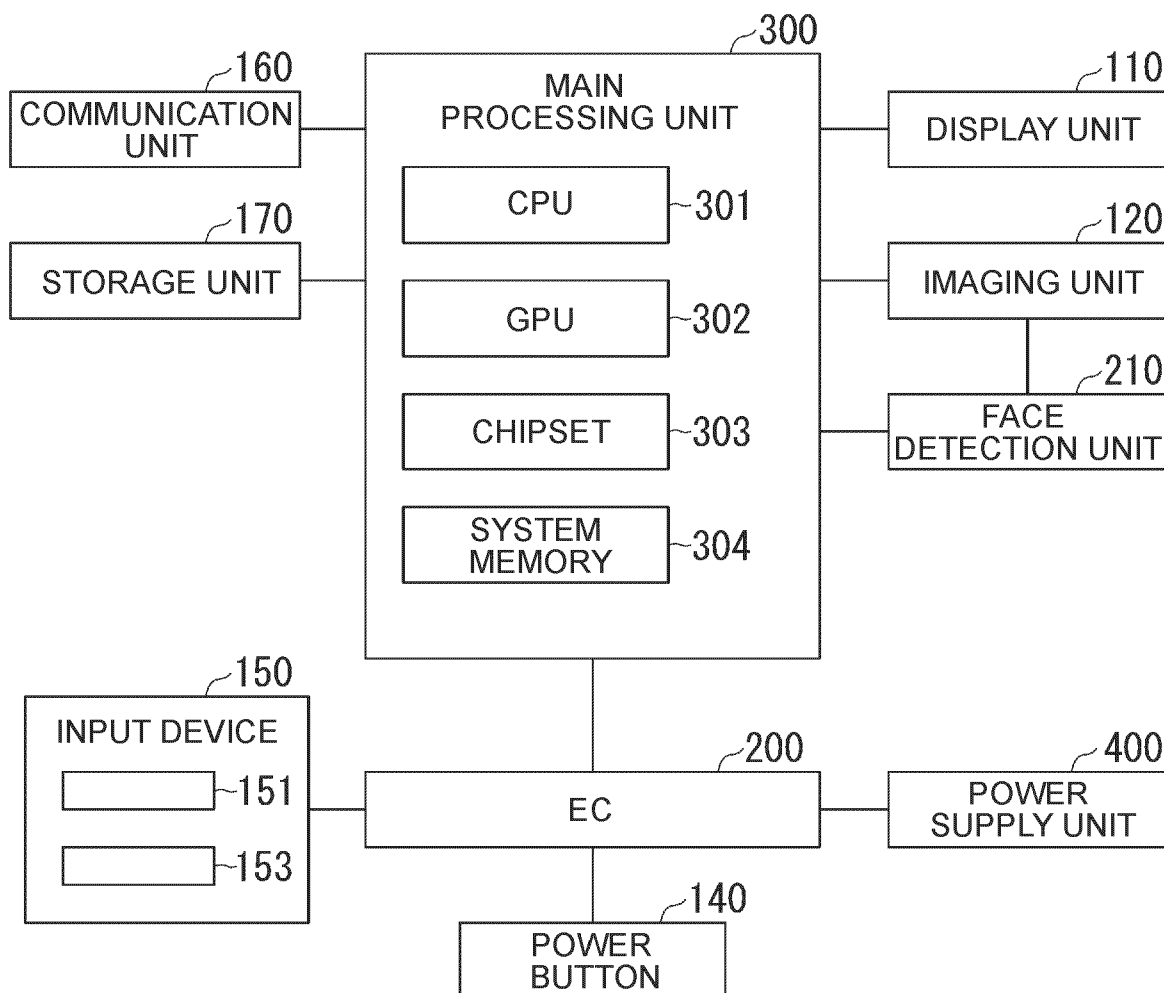 300
160
110
MAIN
PROCESSING UNIT
COMMUNICATION
UNIT
DISPLAY UNIT
CPU
301
170
120
STORAGE UNIT
IMAGING UNIT
GPU
302
210
CHIPSET
303
FACE
DETECTION UNIT
SYSTEM
MEMORY
304
150
INPUT DEVICE
151
153
200
EC
400
POWER
SUPPLY UNIT
140
POWER
BUTTON